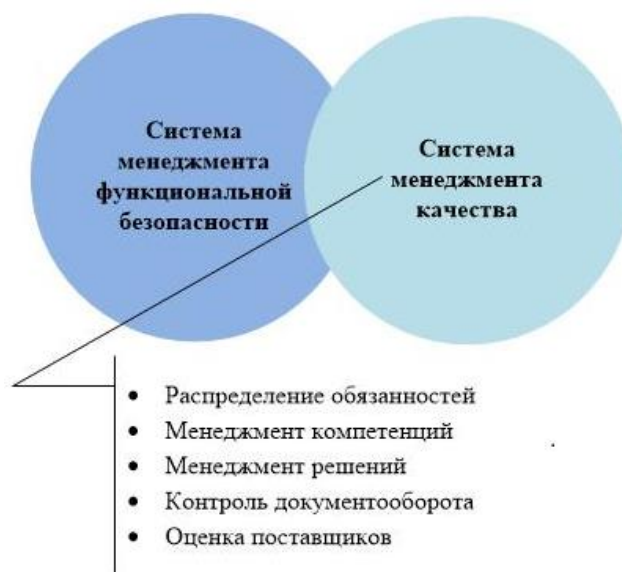 Система
менеджмента
функциональной
безопасности
Система
менеджмента
качества
• Распределение обязанностей
• Менеджмент компетенций
• Менеджмент решений
• Контроль документооборота
• Оценка поставщиков